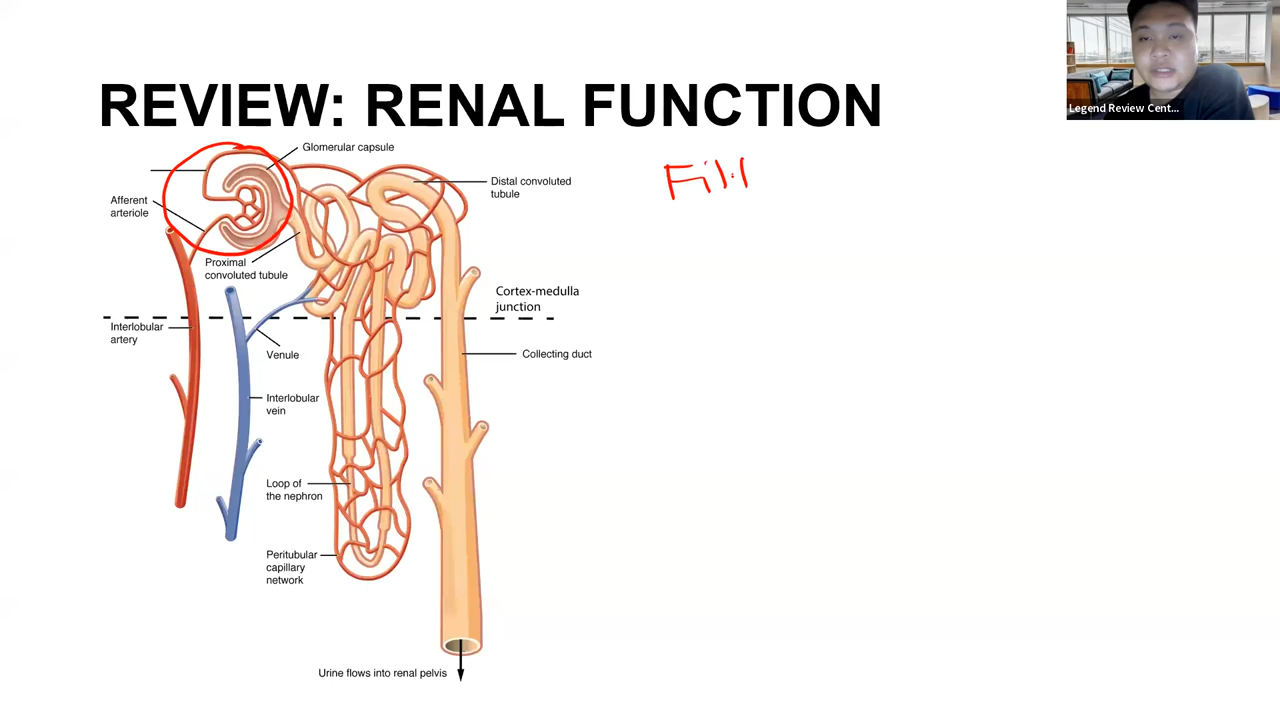 REVIEW: RENAL FUNCTION
Legend Review Cent...
Glomerular capsule
Distal convoluted
tubule
Afferent
arteriole
Proximal
convoluted tubule
Cortex-medulla
junction
Interlobular
artery
Venule
Collecting duct
Interlobular
vein
Loop of
the nephron
Peritubular
capillary
network
Urine flows into renal pelvis